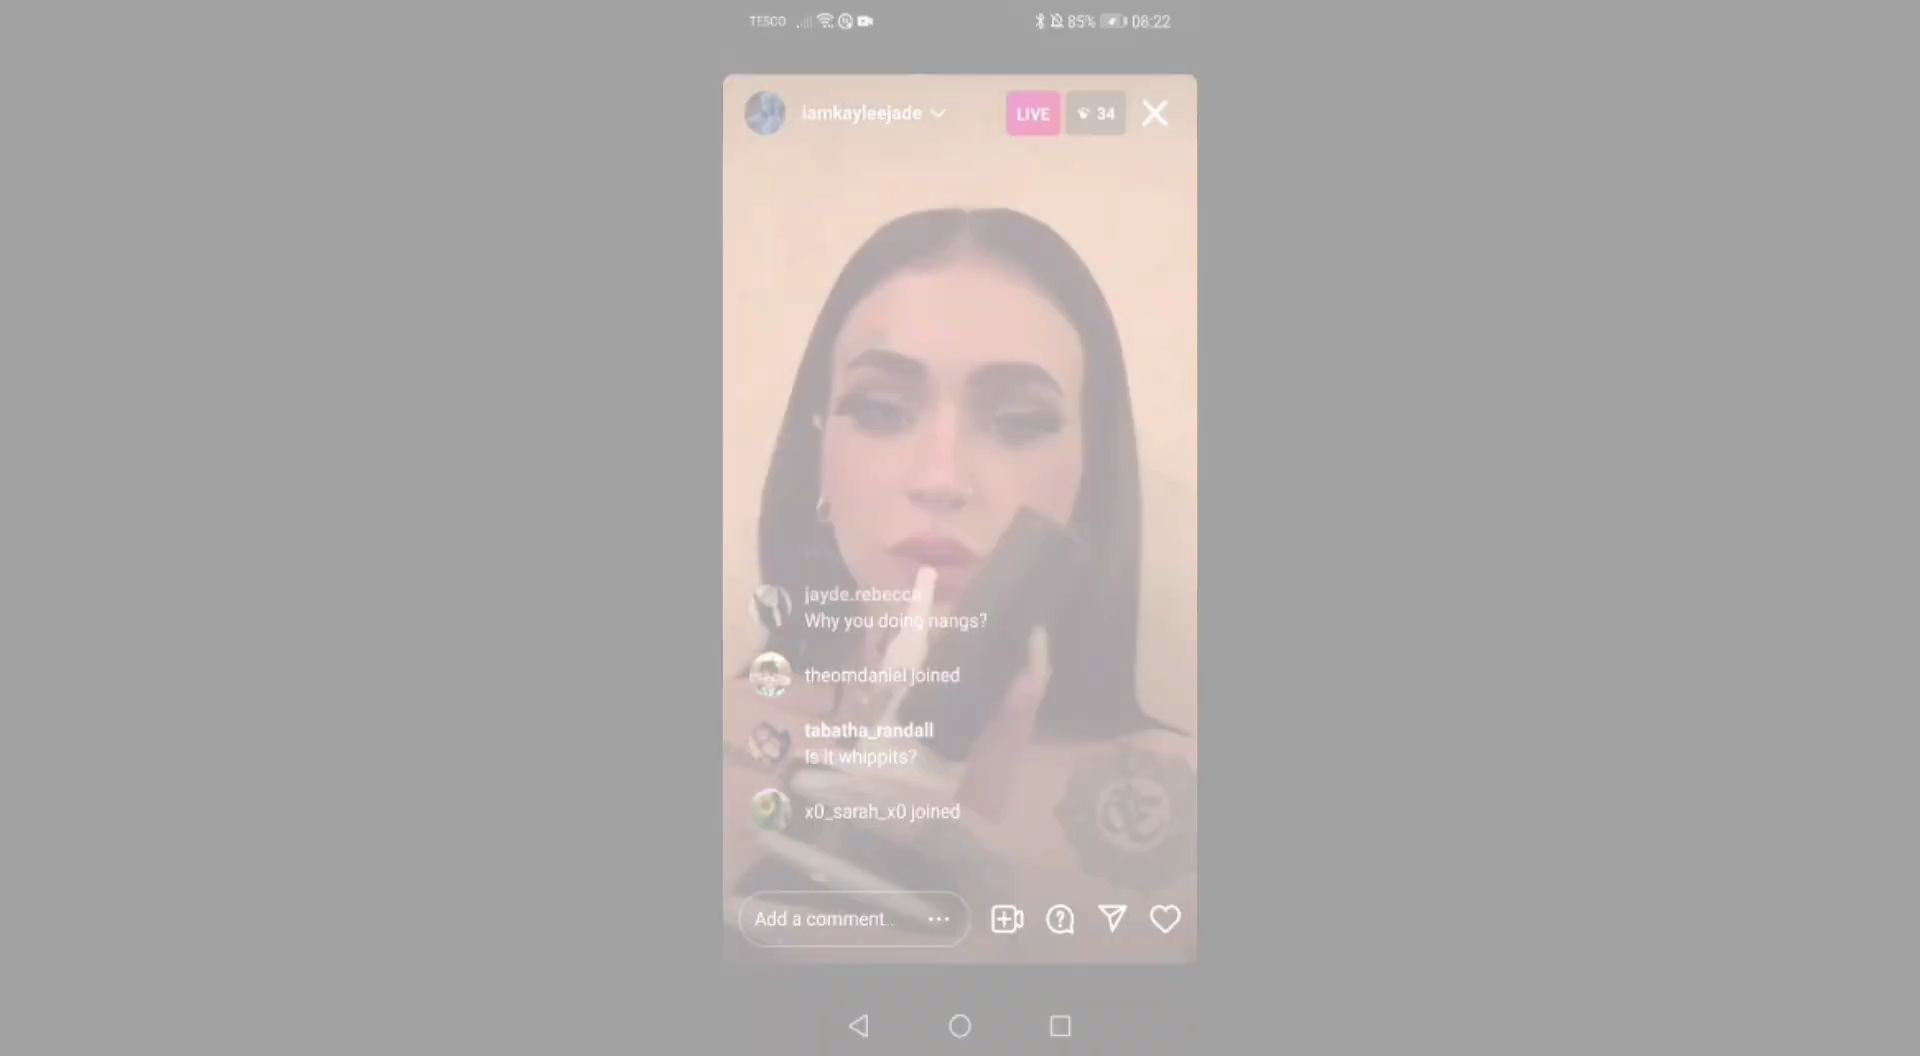 TESCO 85% 08:22
iamkayleejade LIVE 34
jayde.rebecca
Why you doing nangs?
theomdaniel joined
tabatha_randall
Is it whippits?
x0_sarah_x0 joined
Add a comment..